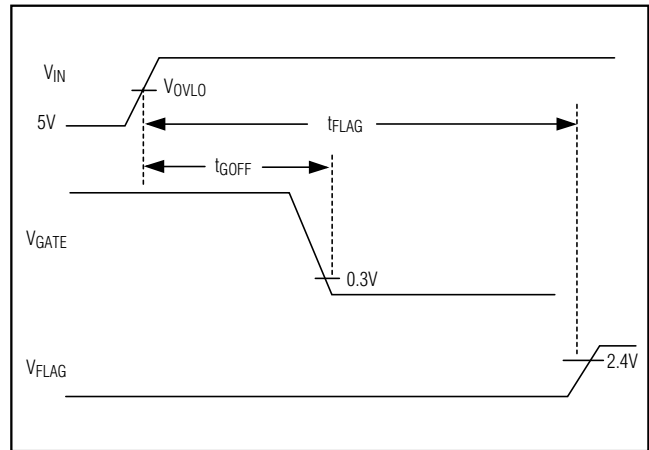 VIN
VOVLO
5V
tFLAG
tGOFF
VGATE
0.3V
VFLAG
2.4V